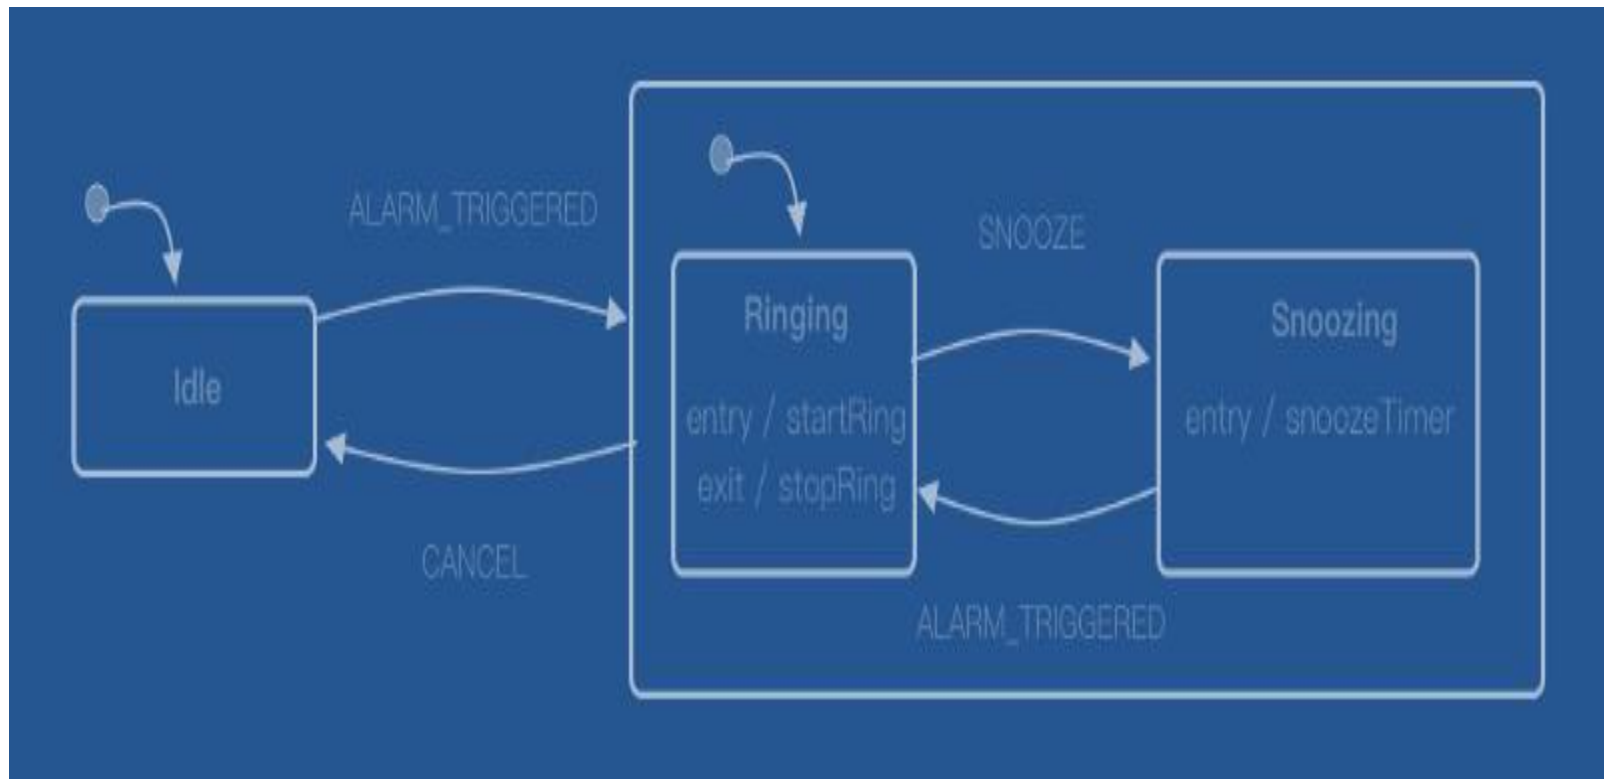 ALARM_TRIGGERED
SNOOZE
Idle
Ringing
entry / startRing
exit / stopRing
Snoozing
entry / snoozeTimer
CANCEL
ALARM_TRIGGERED